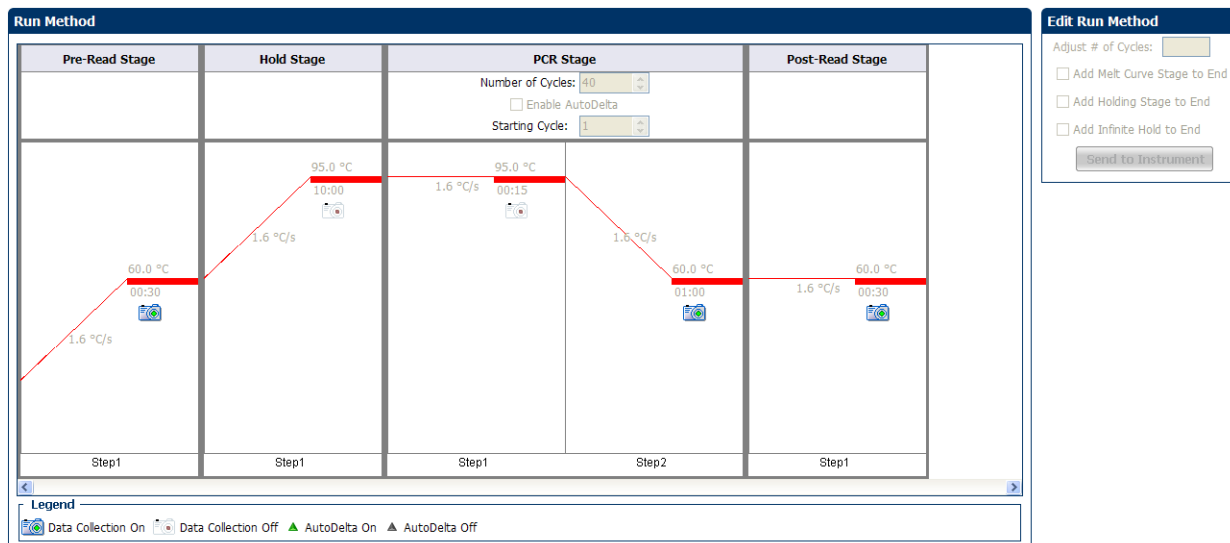 Run Method
Pre-Read Stage
Hold Stage
PCR Stage
Post-Read Stage
Number of Cycles: 40
Enable AutoDelta
Starting Cycle: 1
60.0 °C
00:30
1.6 °C/s
Step1
95.0 °C
10:00
1.6 °C/s
Step1
95.0 °C
1.6 °C/s
00:15
Step1
1.6 °C/s
60.0 °C
01:00
Step2
60.0 °C
1.6 °C/s
00:30
Step1
Legend
Data Collection On Data Collection Off AutoDelta On AutoDelta Off
Edit Run Method
Adjust # of Cycles:
Add Melt Curve Stage to End
Add Holding Stage to End
Add Infinite Hold to End
Send to Instrument